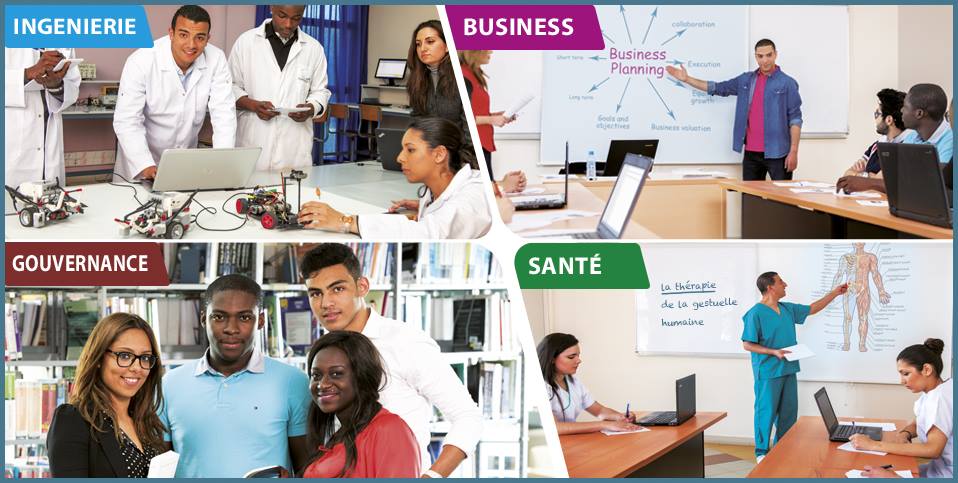 INGENIERIE
BUSINESS
collaboration
Short term
Business
Planning
Execution
Long term
growth
Goals and
objectives
Business valuation
GOUVERNANCE
SANTÉ
la thérapie
de la gestuelle
humaine